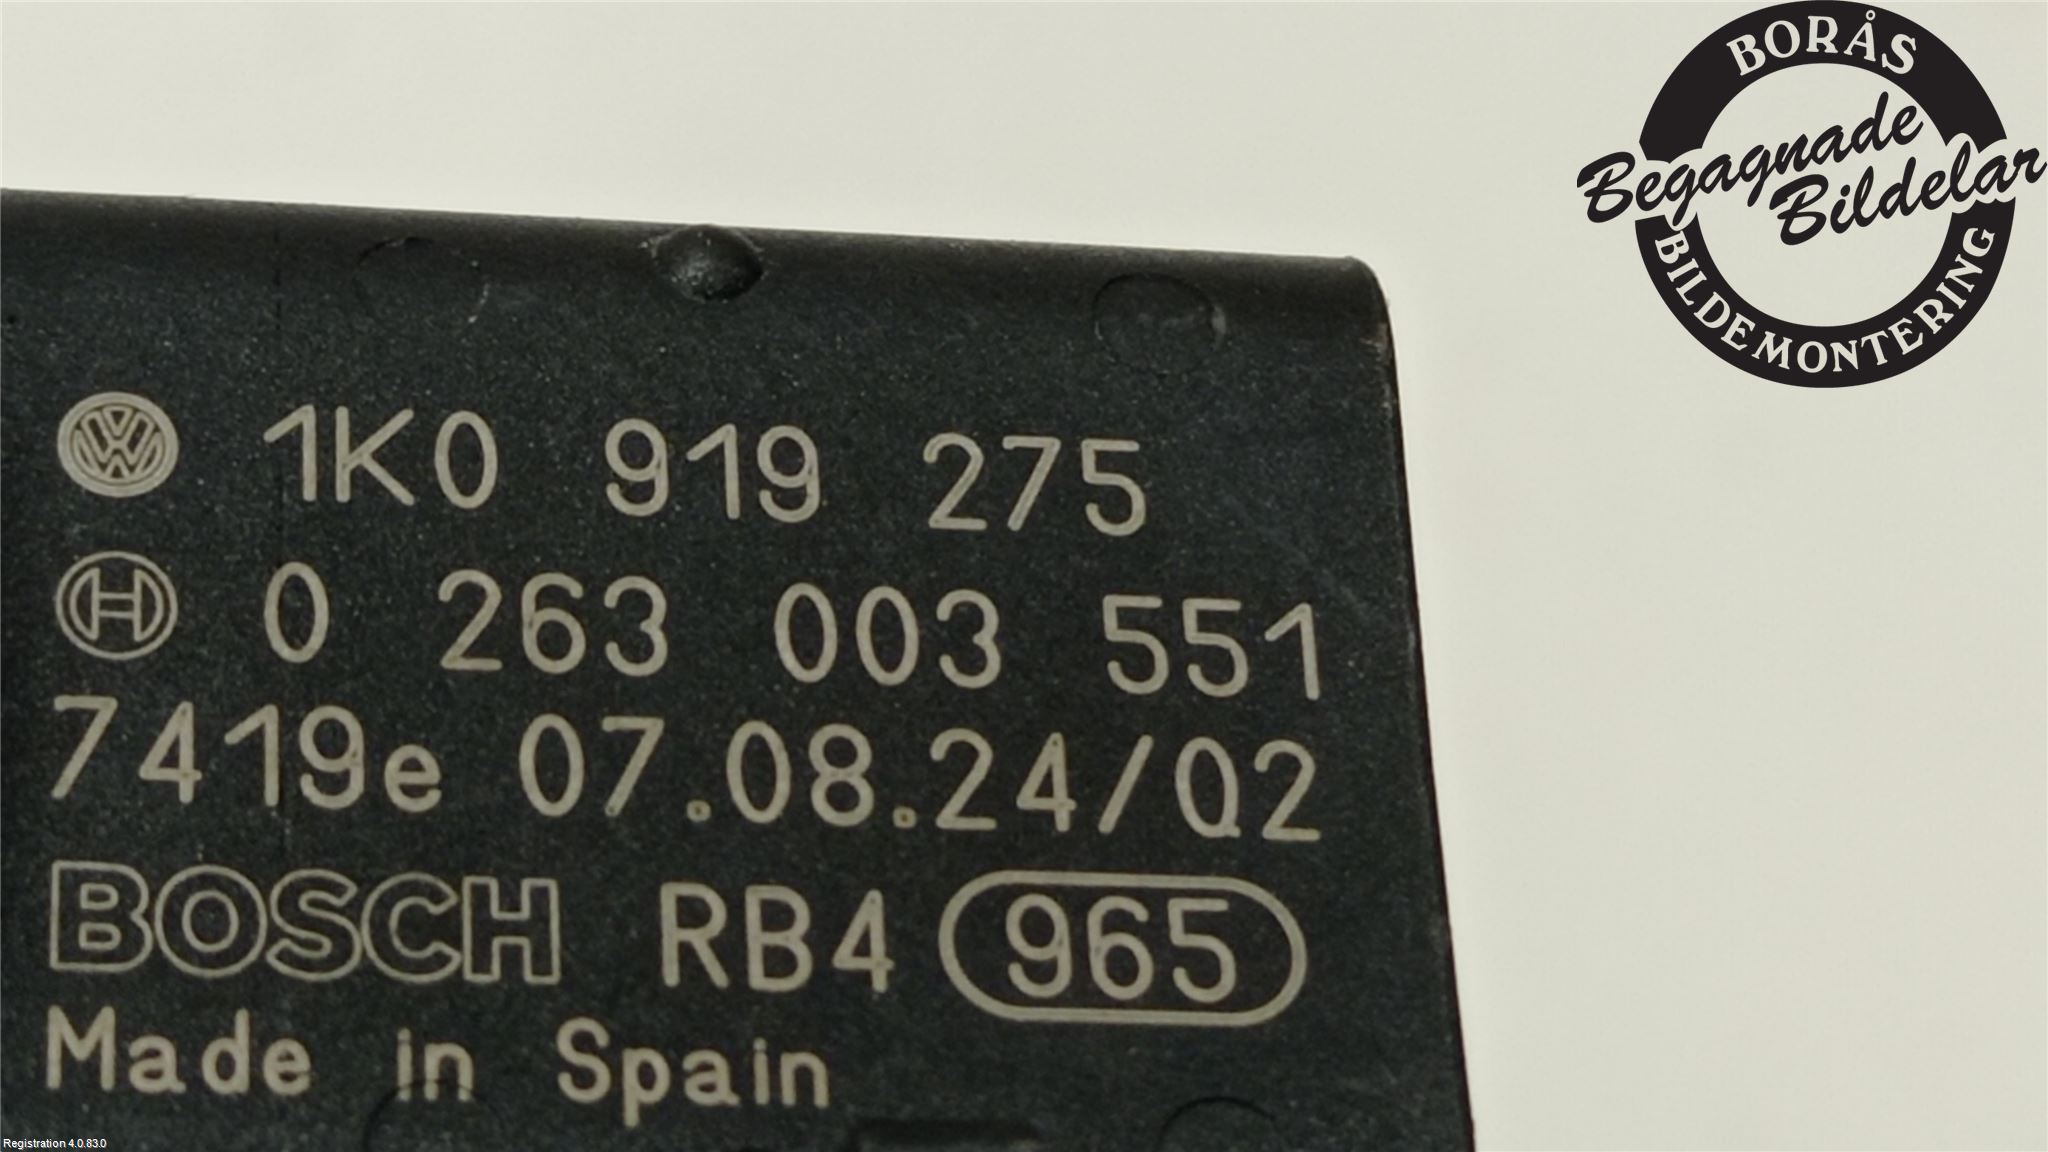 BORÅS
Begagnade
Bildelar
BILDEMONTERING
1K0 919 275
0 263 003 551
7419e 07.08.24/02
BOSCH RB4 965
Made in Spain
Registration 4.0.83.0